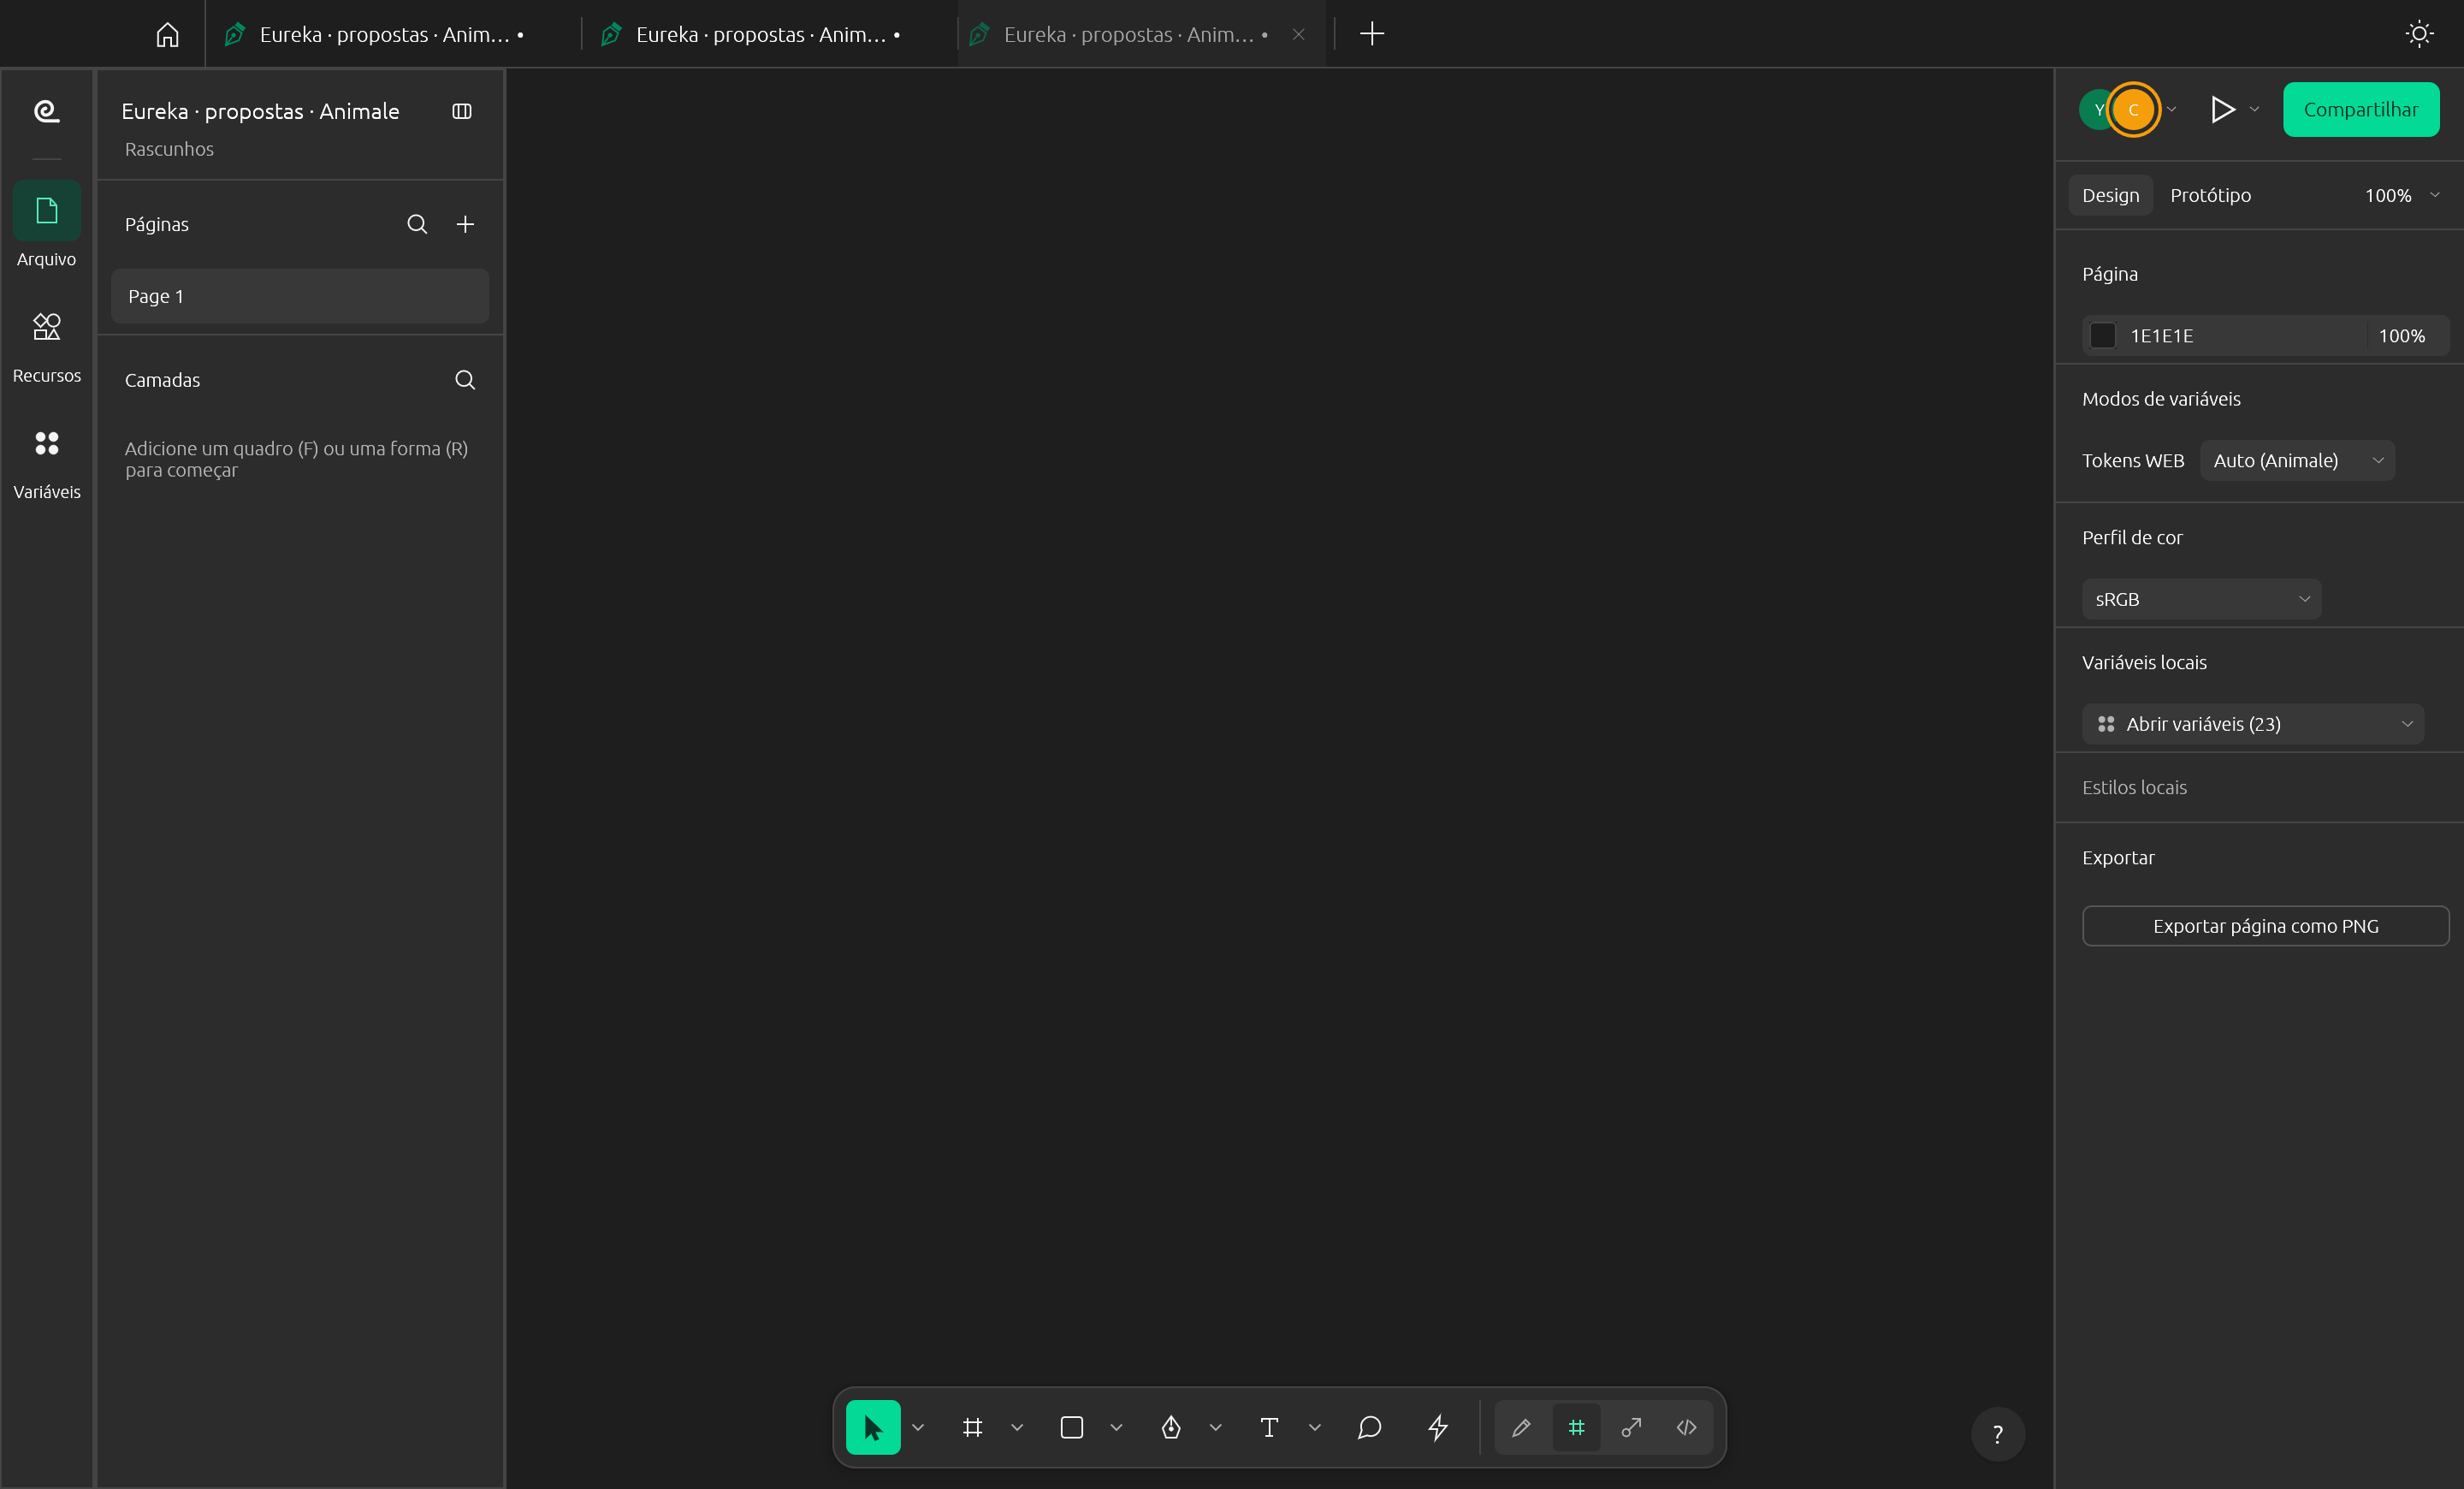 Eureka · propostas · Anim... •
Eureka · propostas · Anim... •
Eureka · propostas · Anim... •
Eureka · propostas · Animale
Rascunhos
Arquivo
Recursos
Variáveis
Páginas
Page 1
Camadas
Adicione um quadro (F) ou uma forma (R)
para começar
Y
C
Compartilhar
Design
Protótipo
100%
Página
1E1E1E
100%
Modos de variáveis
Tokens WEB
Auto (Animale)
Perfil de cor
sRGB
Variáveis locais
Abrir variáveis (23)
Estilos locais
Exportar
Exportar página como PNG
?